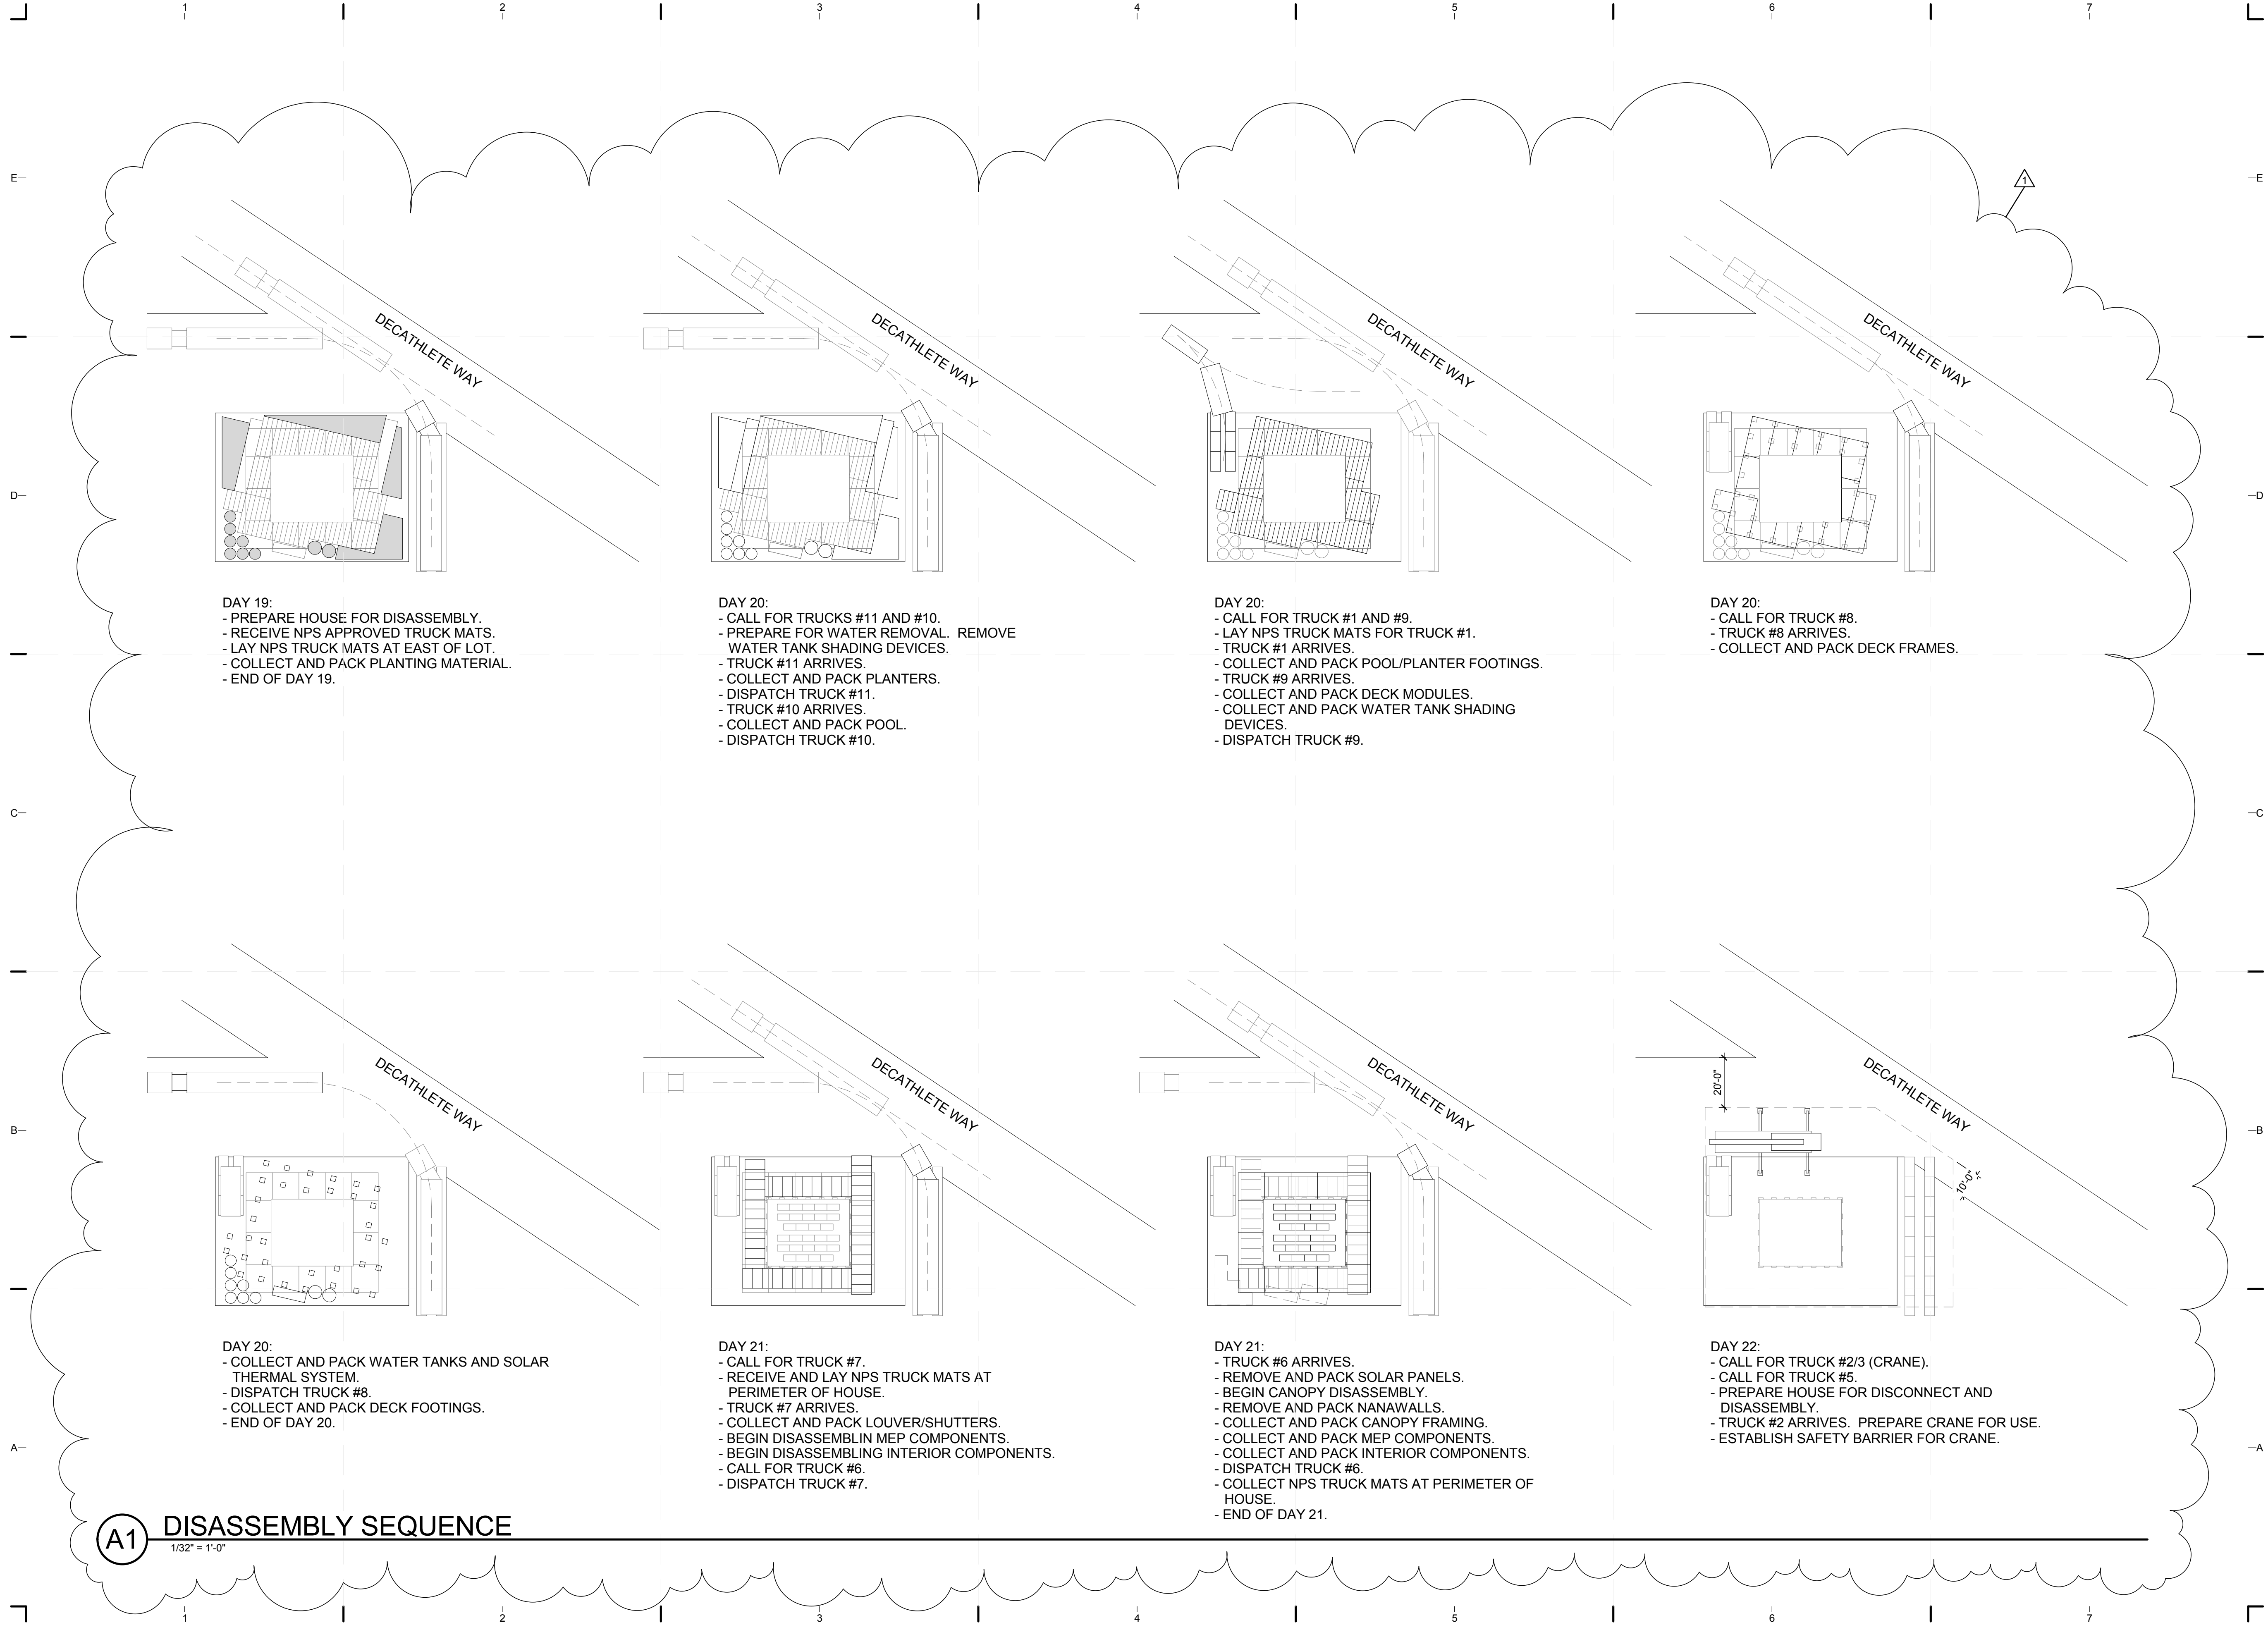 1 2 3 4 5 6 7
E E
1
DECATHLETE WAY
DECATHLETE WAY
DECATHLETE WAY
DECATHLETE WAY
D D
DAY 19:
- PREPARE HOUSE FOR DISASSEMBLY.
- RECEIVE NPS APPROVED TRUCK MATS.
- LAY NPS TRUCK MATS AT EAST OF LOT.
- COLLECT AND PACK PLANTING MATERIAL.
- END OF DAY 19.
DAY 20:
- CALL FOR TRUCKS #11 AND #10.
- PREPARE FOR WATER REMOVAL. REMOVE
WATER TANK SHADING DEVICES.
- TRUCK #11 ARRIVES.
- COLLECT AND PACK PLANTERS.
- DISPATCH TRUCK #11.
- TRUCK #10 ARRIVES.
- COLLECT AND PACK POOL.
- DISPATCH TRUCK #10.
DAY 20:
- CALL FOR TRUCK #1 AND #9.
- LAY NPS TRUCK MATS FOR TRUCK #1.
- TRUCK #1 ARRIVES.
- COLLECT AND PACK POOL/PLANTER FOOTINGS.
- TRUCK #9 ARRIVES.
- COLLECT AND PACK DECK MODULES.
- COLLECT AND PACK WATER TANK SHADING
DEVICES.
- DISPATCH TRUCK #9.
DAY 20:
- CALL FOR TRUCK #8.
- TRUCK #8 ARRIVES.
- COLLECT AND PACK DECK FRAMES.
C C
DECATHLETE WAY
DECATHLETE WAY
DECATHLETE WAY
DECATHLETE WAY
20'-0"
10'-0"
B B
DAY 20:
- COLLECT AND PACK WATER TANKS AND SOLAR
THERMAL SYSTEM.
- DISPATCH TRUCK #8.
- COLLECT AND PACK DECK FOOTINGS.
- END OF DAY 20.
DAY 21:
- CALL FOR TRUCK #7.
- RECEIVE AND LAY NPS TRUCK MATS AT
PERIMETER OF HOUSE.
- TRUCK #7 ARRIVES.
- COLLECT AND PACK LOUVER/SHUTTERS.
- BEGIN DISASSEMBLIN MEP COMPONENTS.
- BEGIN DISASSEMBLING INTERIOR COMPONENTS.
- CALL FOR TRUCK #6.
- DISPATCH TRUCK #7.
DAY 21:
- TRUCK #6 ARRIVES.
- REMOVE AND PACK SOLAR PANELS.
- BEGIN CANOPY DISASSEMBLY.
- REMOVE AND PACK NANAWALLS.
- COLLECT AND PACK CANOPY FRAMING.
- COLLECT AND PACK MEP COMPONENTS.
- COLLECT AND PACK INTERIOR COMPONENTS.
- DISPATCH TRUCK #6.
- COLLECT NPS TRUCK MATS AT PERIMETER OF
HOUSE.
- END OF DAY 21.
DAY 22:
- CALL FOR TRUCK #2/3 (CRANE).
- CALL FOR TRUCK #5.
- PREPARE HOUSE FOR DISCONNECT AND
DISASSEMBLY.
- TRUCK #2 ARRIVES. PREPARE CRANE FOR USE.
- ESTABLISH SAFETY BARRIER FOR CRANE.
A A
A1 DISASSEMBLY SEQUENCE
1/32" = 1'-0"
1 2 3 4 5 6 7